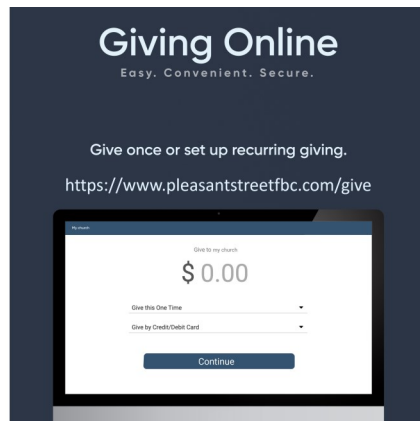 Giving Online
Easy. Convenient. Secure.
Give once or set up recurring giving.
https://www.pleasantstreetfbc.com/give
My church
Give to my church
$ 0.00
Give this One Time
Give by Credit/Debit Card
Continue